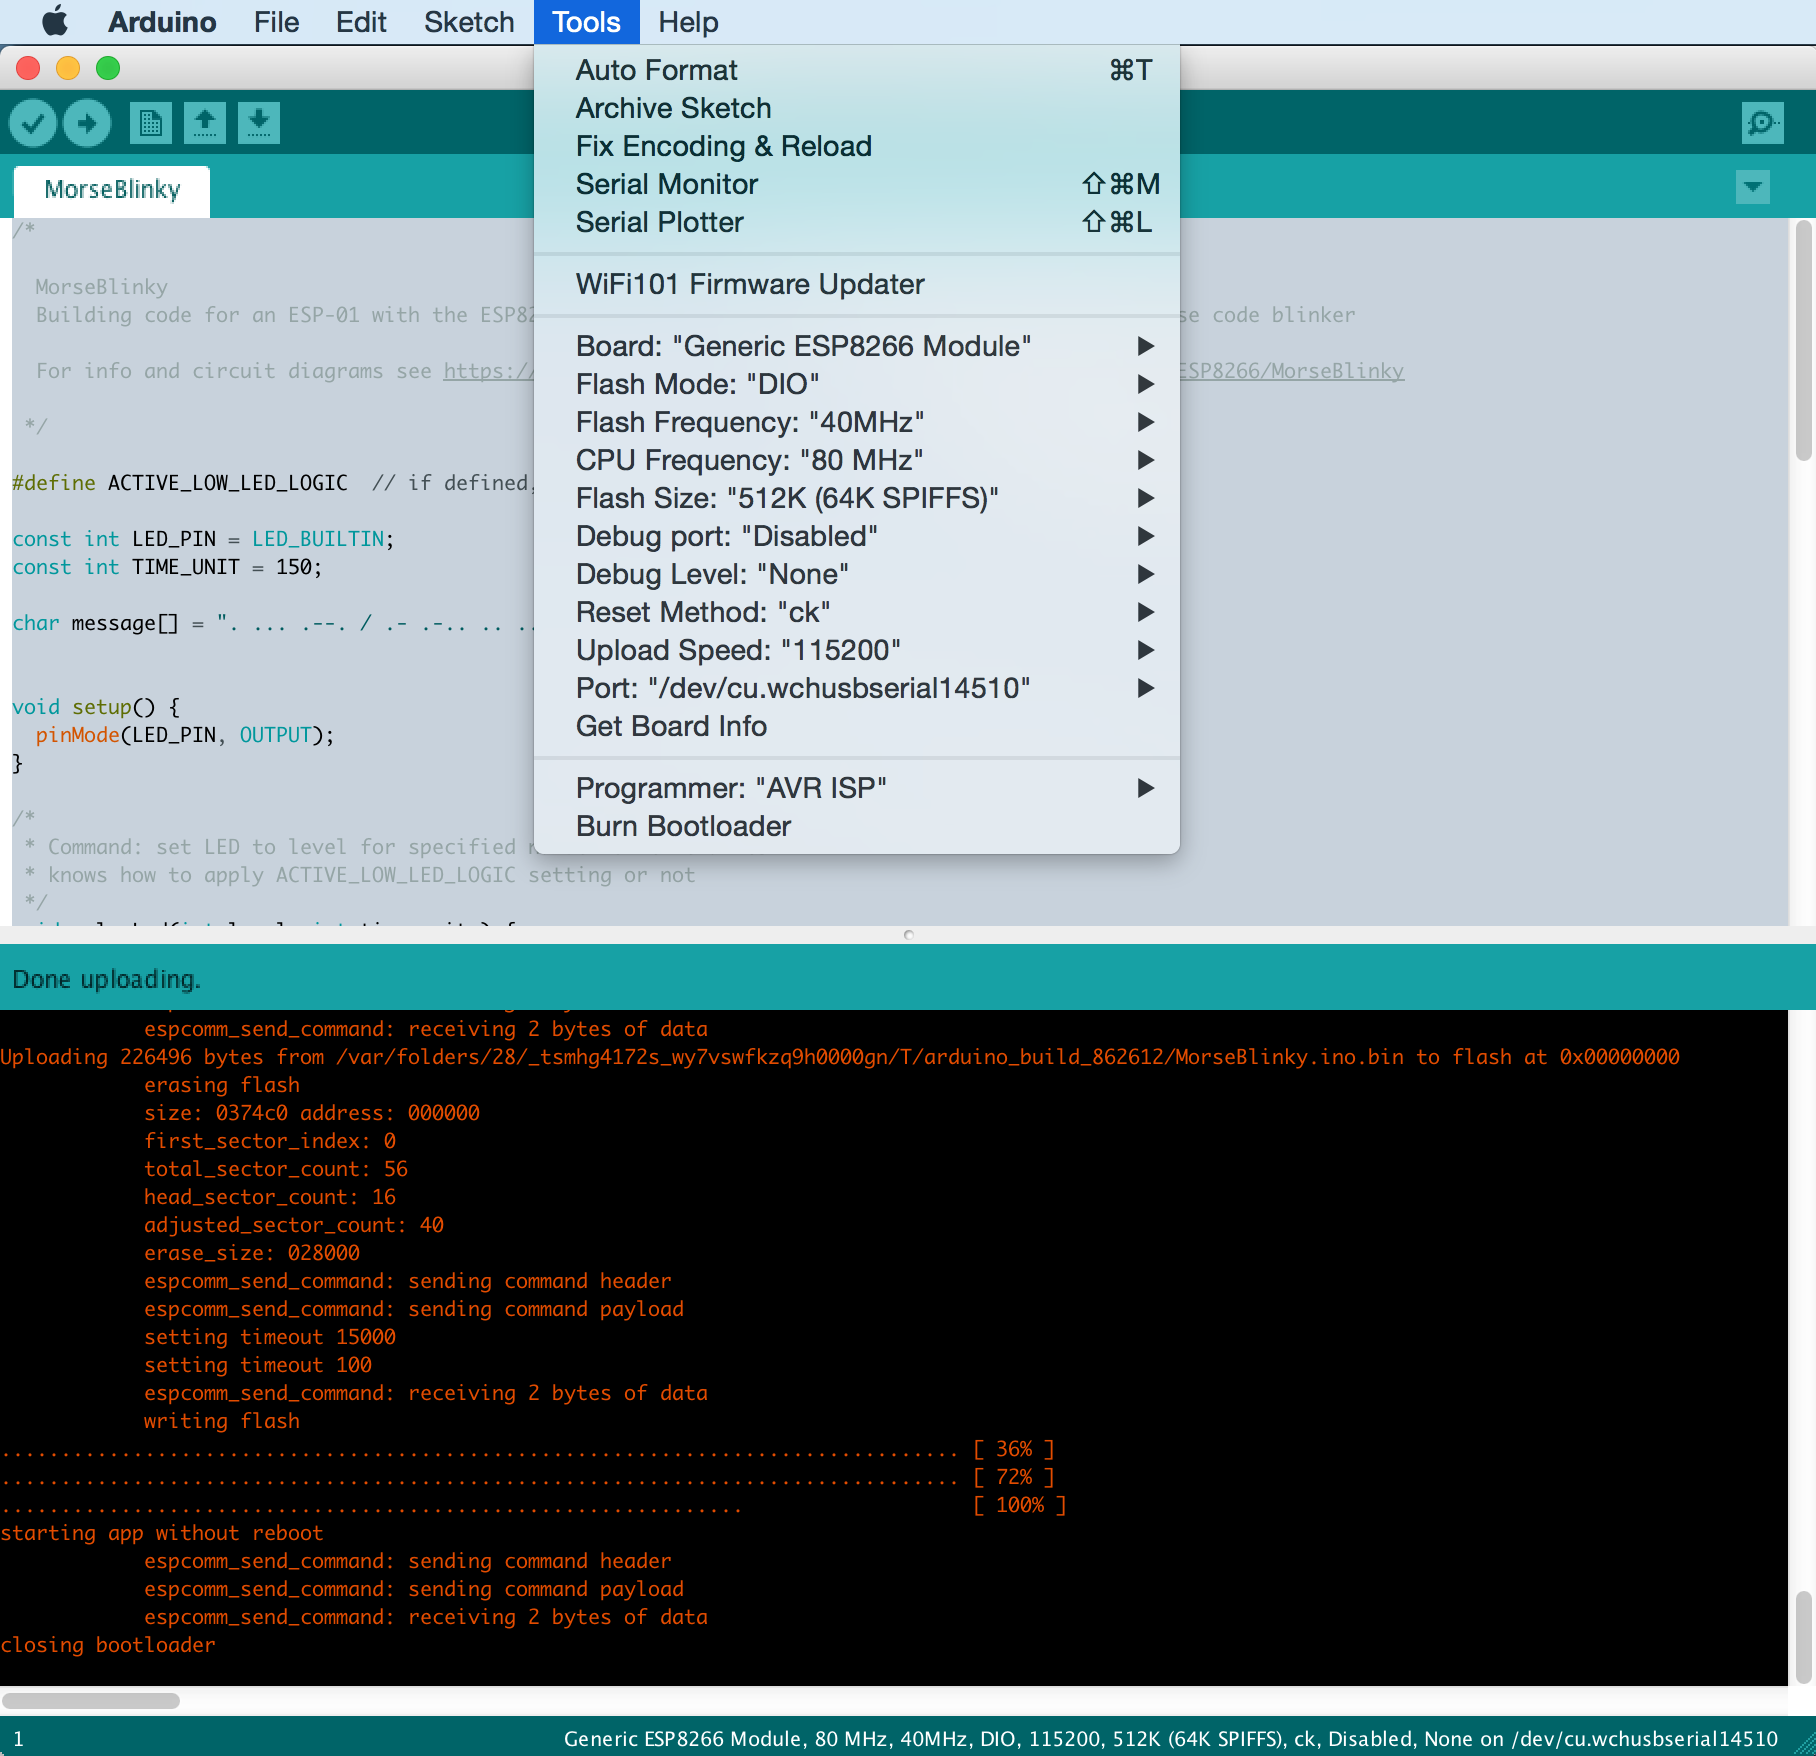 Arduino File Edit Sketch Tools Help
Auto Format ⌘T
Archive Sketch
Fix Encoding & Reload
Serial Monitor ⇧⌘M
Serial Plotter ⇧⌘L
WiFi101 Firmware Updater
Board: "Generic ESP8266 Module"
Flash Mode: "DIO"
Flash Frequency: "40MHz"
CPU Frequency: "80 MHz"
Flash Size: "512K (64K SPIFFS)"
Debug port: "Disabled"
Debug Level: "None"
Reset Method: "ck"
Upload Speed: "115200"
Port: "/dev/cu.wchusbserial14510"
Get Board Info
Programmer: "AVR ISP"
Burn Bootloader
MorseBlinky
/*
MorseBlinky
Building code for an ESP-01 with the ESP82 se code blinker
For info and circuit diagrams see https:// ESP8266/MorseBlinky
*/
#define ACTIVE_LOW_LED_LOGIC // if defined,
const int LED_PIN = LED_BUILTIN;
const int TIME_UNIT = 150;
char message[] = ". ... .--. / .- .-.. .. ..
void setup() {
pinMode(LED_PIN, OUTPUT);
}
/*
* Command: set LED to level for specified
* knows how to apply ACTIVE_LOW_LED_LOGIC setting or not
*/
Done uploading.
espcomm_send_command: receiving 2 bytes of data
Uploading 226496 bytes from /var/folders/28/_tsmhg4172s_wy7vswfkzq9h0000gn/T/arduino_build_862612/MorseBlinky.ino.bin to flash at 0x00000000
erasing flash
size: 0374c0 address: 000000
first_sector_index: 0
total_sector_count: 56
head_sector_count: 16
adjusted_sector_count: 40
erase_size: 028000
espcomm_send_command: sending command header
espcomm_send_command: sending command payload
setting timeout 15000
setting timeout 100
espcomm_send_command: receiving 2 bytes of data
writing flash
................................................................................ [ 36% ]
................................................................................ [ 72% ]
.............................................................. [ 100% ]
starting app without reboot
espcomm_send_command: sending command header
espcomm_send_command: sending command payload
espcomm_send_command: receiving 2 bytes of data
closing bootloader
1 Generic ESP8266 Module, 80 MHz, 40MHz, DIO, 115200, 512K (64K SPIFFS), ck, Disabled, None on /dev/cu.wchusbserial14510